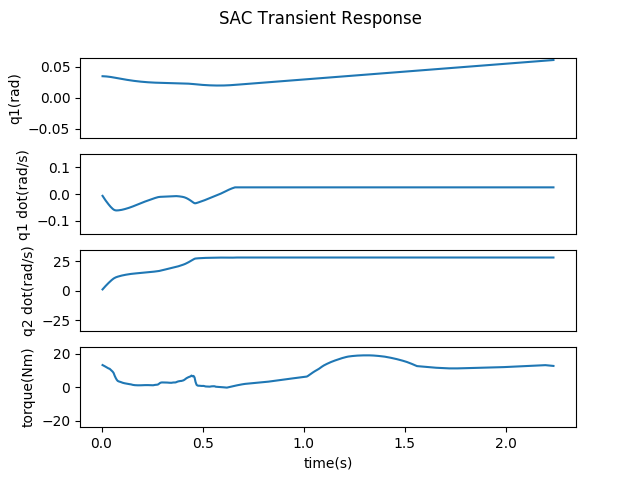 SAC Transient Response
q1(rad)
0.05
0.00
−0.05
q1 dot(rad/s)
0.1
0.0
−0.1
q2 dot(rad/s)
25
0
−25
torque(Nm)
20
0
−20
0.0 0.5 1.0 1.5 2.0
time(s)